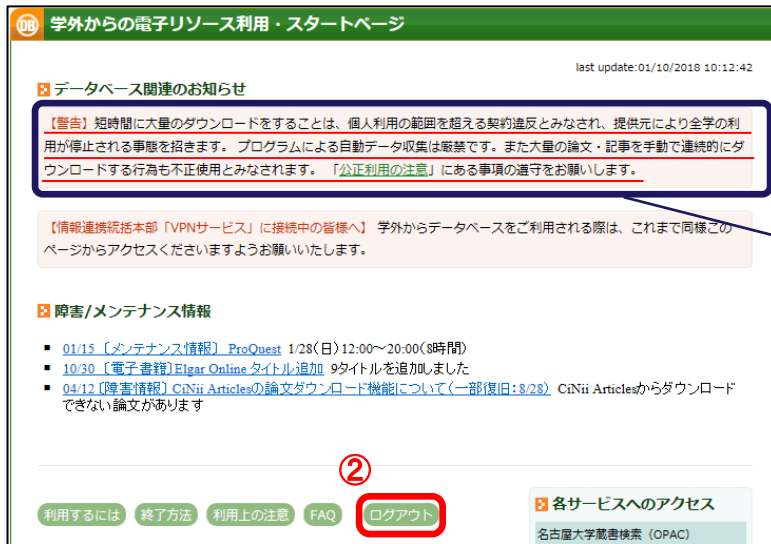 DB 学外からの電子リソース利用・スタートページ
last update:01/10/2018 10:12:42
データベース関連のお知らせ
【警告】短時間に大量のダウンロードをすることは、個人利用の範囲を超える契約違反とみなされ、提供元により全学の利
用が停止される事態を招きます。 プログラムによる自動データ収集は厳禁です。また大量の論文・記事を手動で連続的にダ
ウンロードする行為も不正使用とみなされます。 「公正利用の注意」にある事項の遵守をお願いします。
【情報連携統括本部「VPNサービス」に接続中の皆様へ】 学外からデータベースをご利用される際は、これまで同様この
ページからアクセスくださいますようお願いいたします。
障害/メンテナンス情報
01/15 〔メンテナンス情報〕 ProQuest 1/28(日)12:00～20:00(8時間)
10/30 〔電子書籍〕Elgar Online タイトル追加 9タイトルを追加しました
04/12 〔障害情報〕 CiNii Articlesの論文ダウンロード機能について(一部復旧:8/28) CiNii Articlesからダウンロード
できない論文があります
②
利用するには 終了方法 利用上の注意 FAQ ログアウト
各サービスへのアクセス
名古屋大学蔵書検索（OPAC）